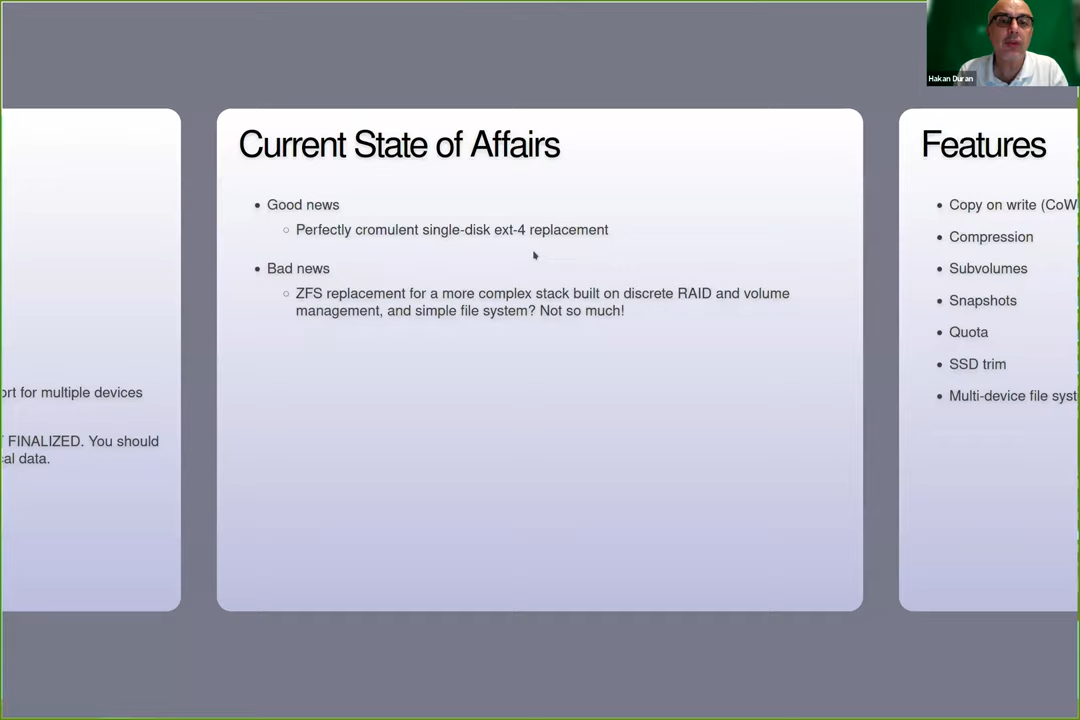 Hakan Duran
ort for multiple devices
FINALIZED. You should
cal data.
Current State of Affairs
Good news
Perfectly cromulent single-disk ext-4 replacement
Bad news
ZFS replacement for a more complex stack built on discrete RAID and volume
management, and simple file system? Not so much!
Features
Copy on write (CoW
Compression
Subvolumes
Snapshots
Quota
SSD trim
Multi-device file syst